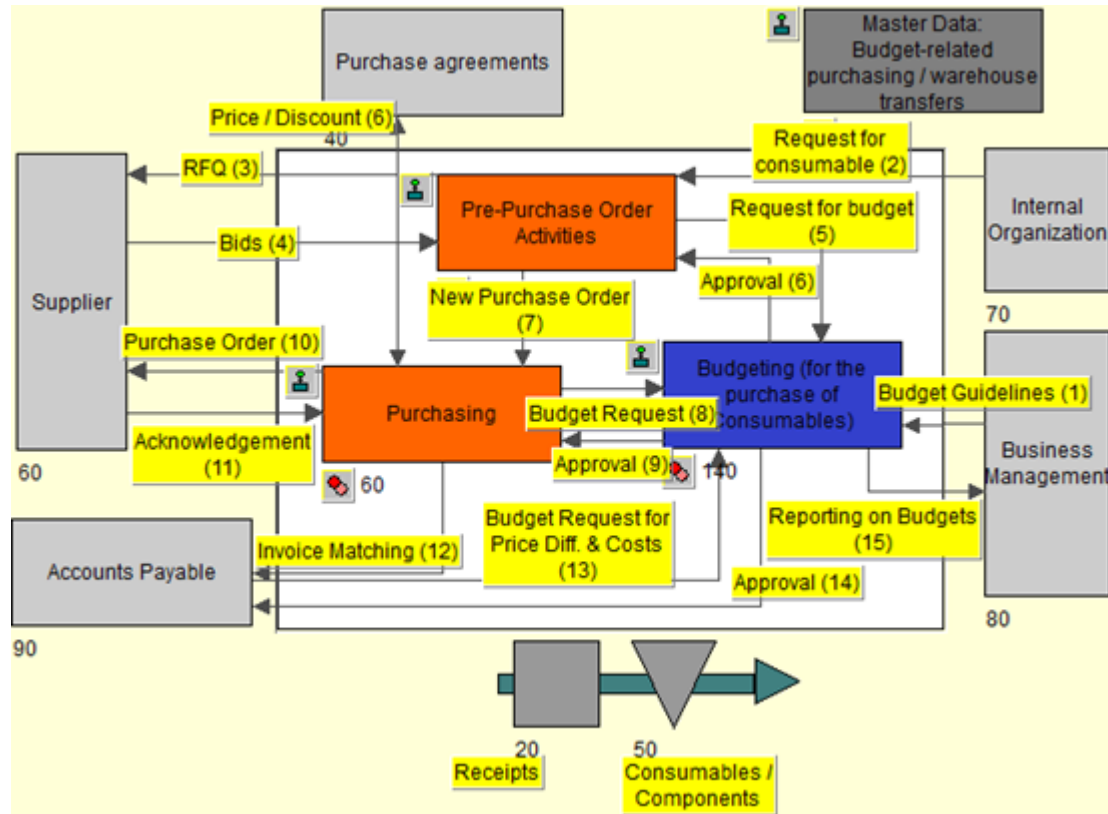 Purchase agreements
Master Data:
Budget-related
purchasing / warehouse
transfers
Price / Discount (6)
40
Request for
consumable (2)
RFQ (3)
Pre-Purchase Order
Activities
Request for budget
(5)
Internal
Organization
Bids (4)
Approval (6)
Supplier
New Purchase Order
(7)
70
Purchase Order (10)
Budgeting (for the
purchase of
Consumables)
Budget Guidelines (1)
Purchasing
Budget Request (8)
Acknowledgement
(11)
Approval (9)
Business
Management
60
60
140
Budget Request for
Price Diff. & Costs
(13)
Reporting on Budgets
(15)
Invoice Matching (12)
Accounts Payable
Approval (14)
80
90
20
50
Receipts
Consumables /
Components